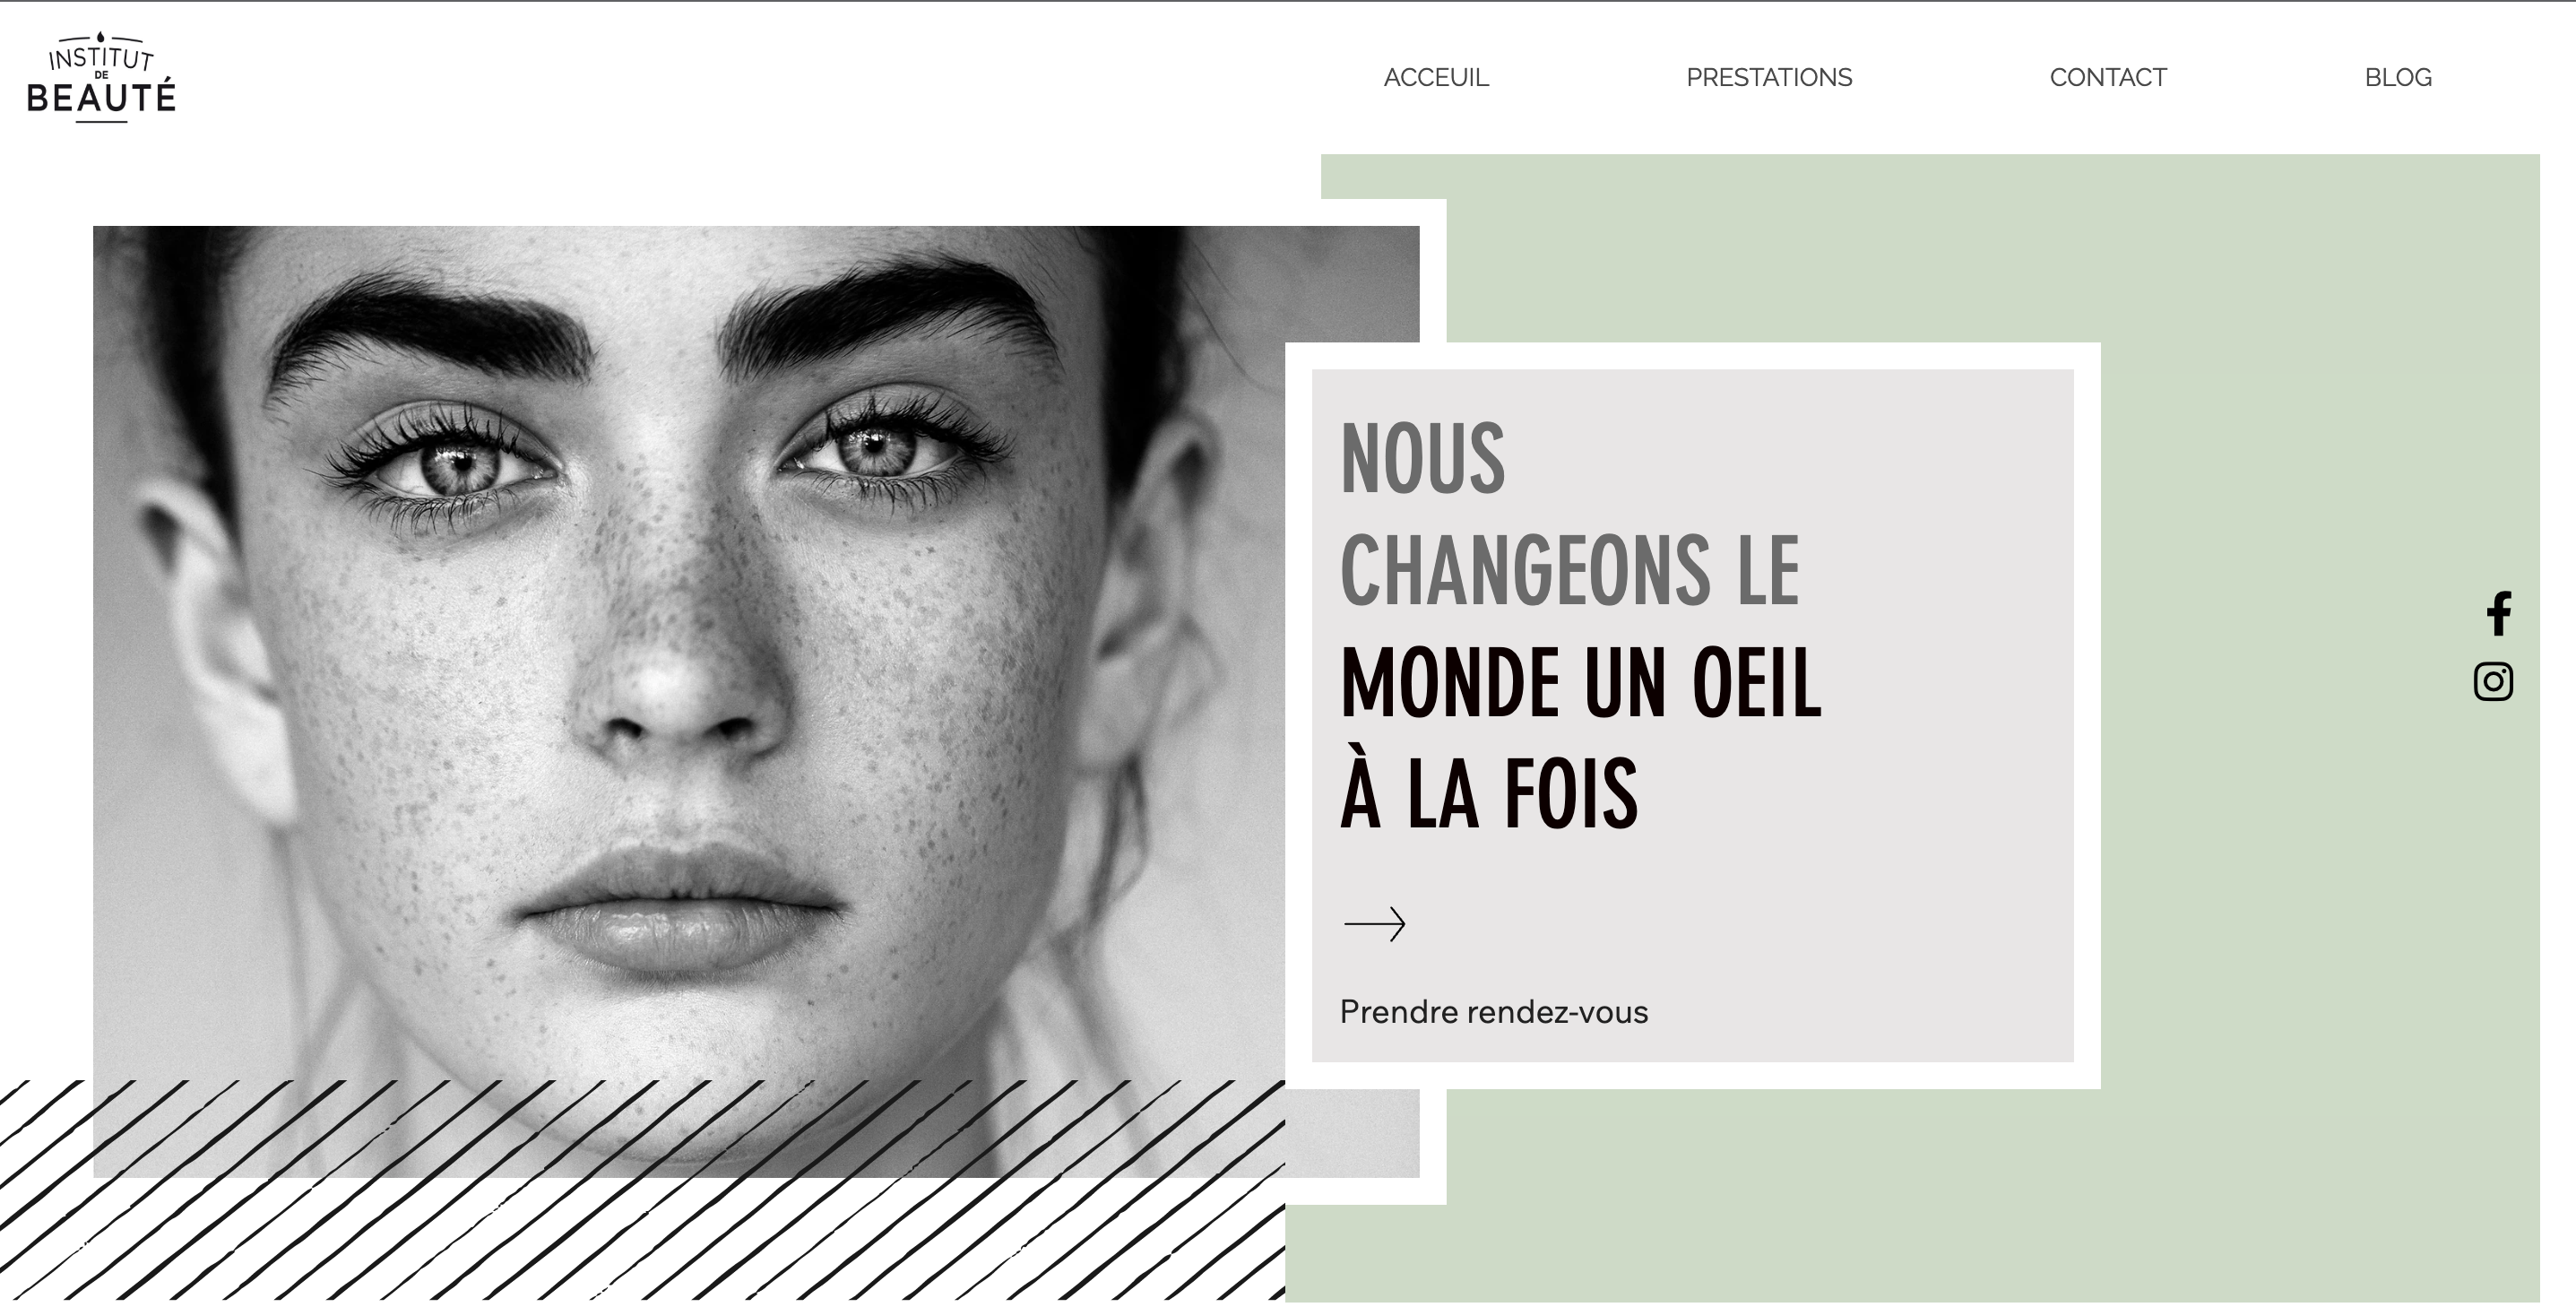 INSTITUT
DE
BEAUTÉ
ACCEUIL PRESTATIONS CONTACT BLOG
NOUS
CHANGEONS LE
MONDE UN OEIL
À LA FOIS
Prendre rendez-vous